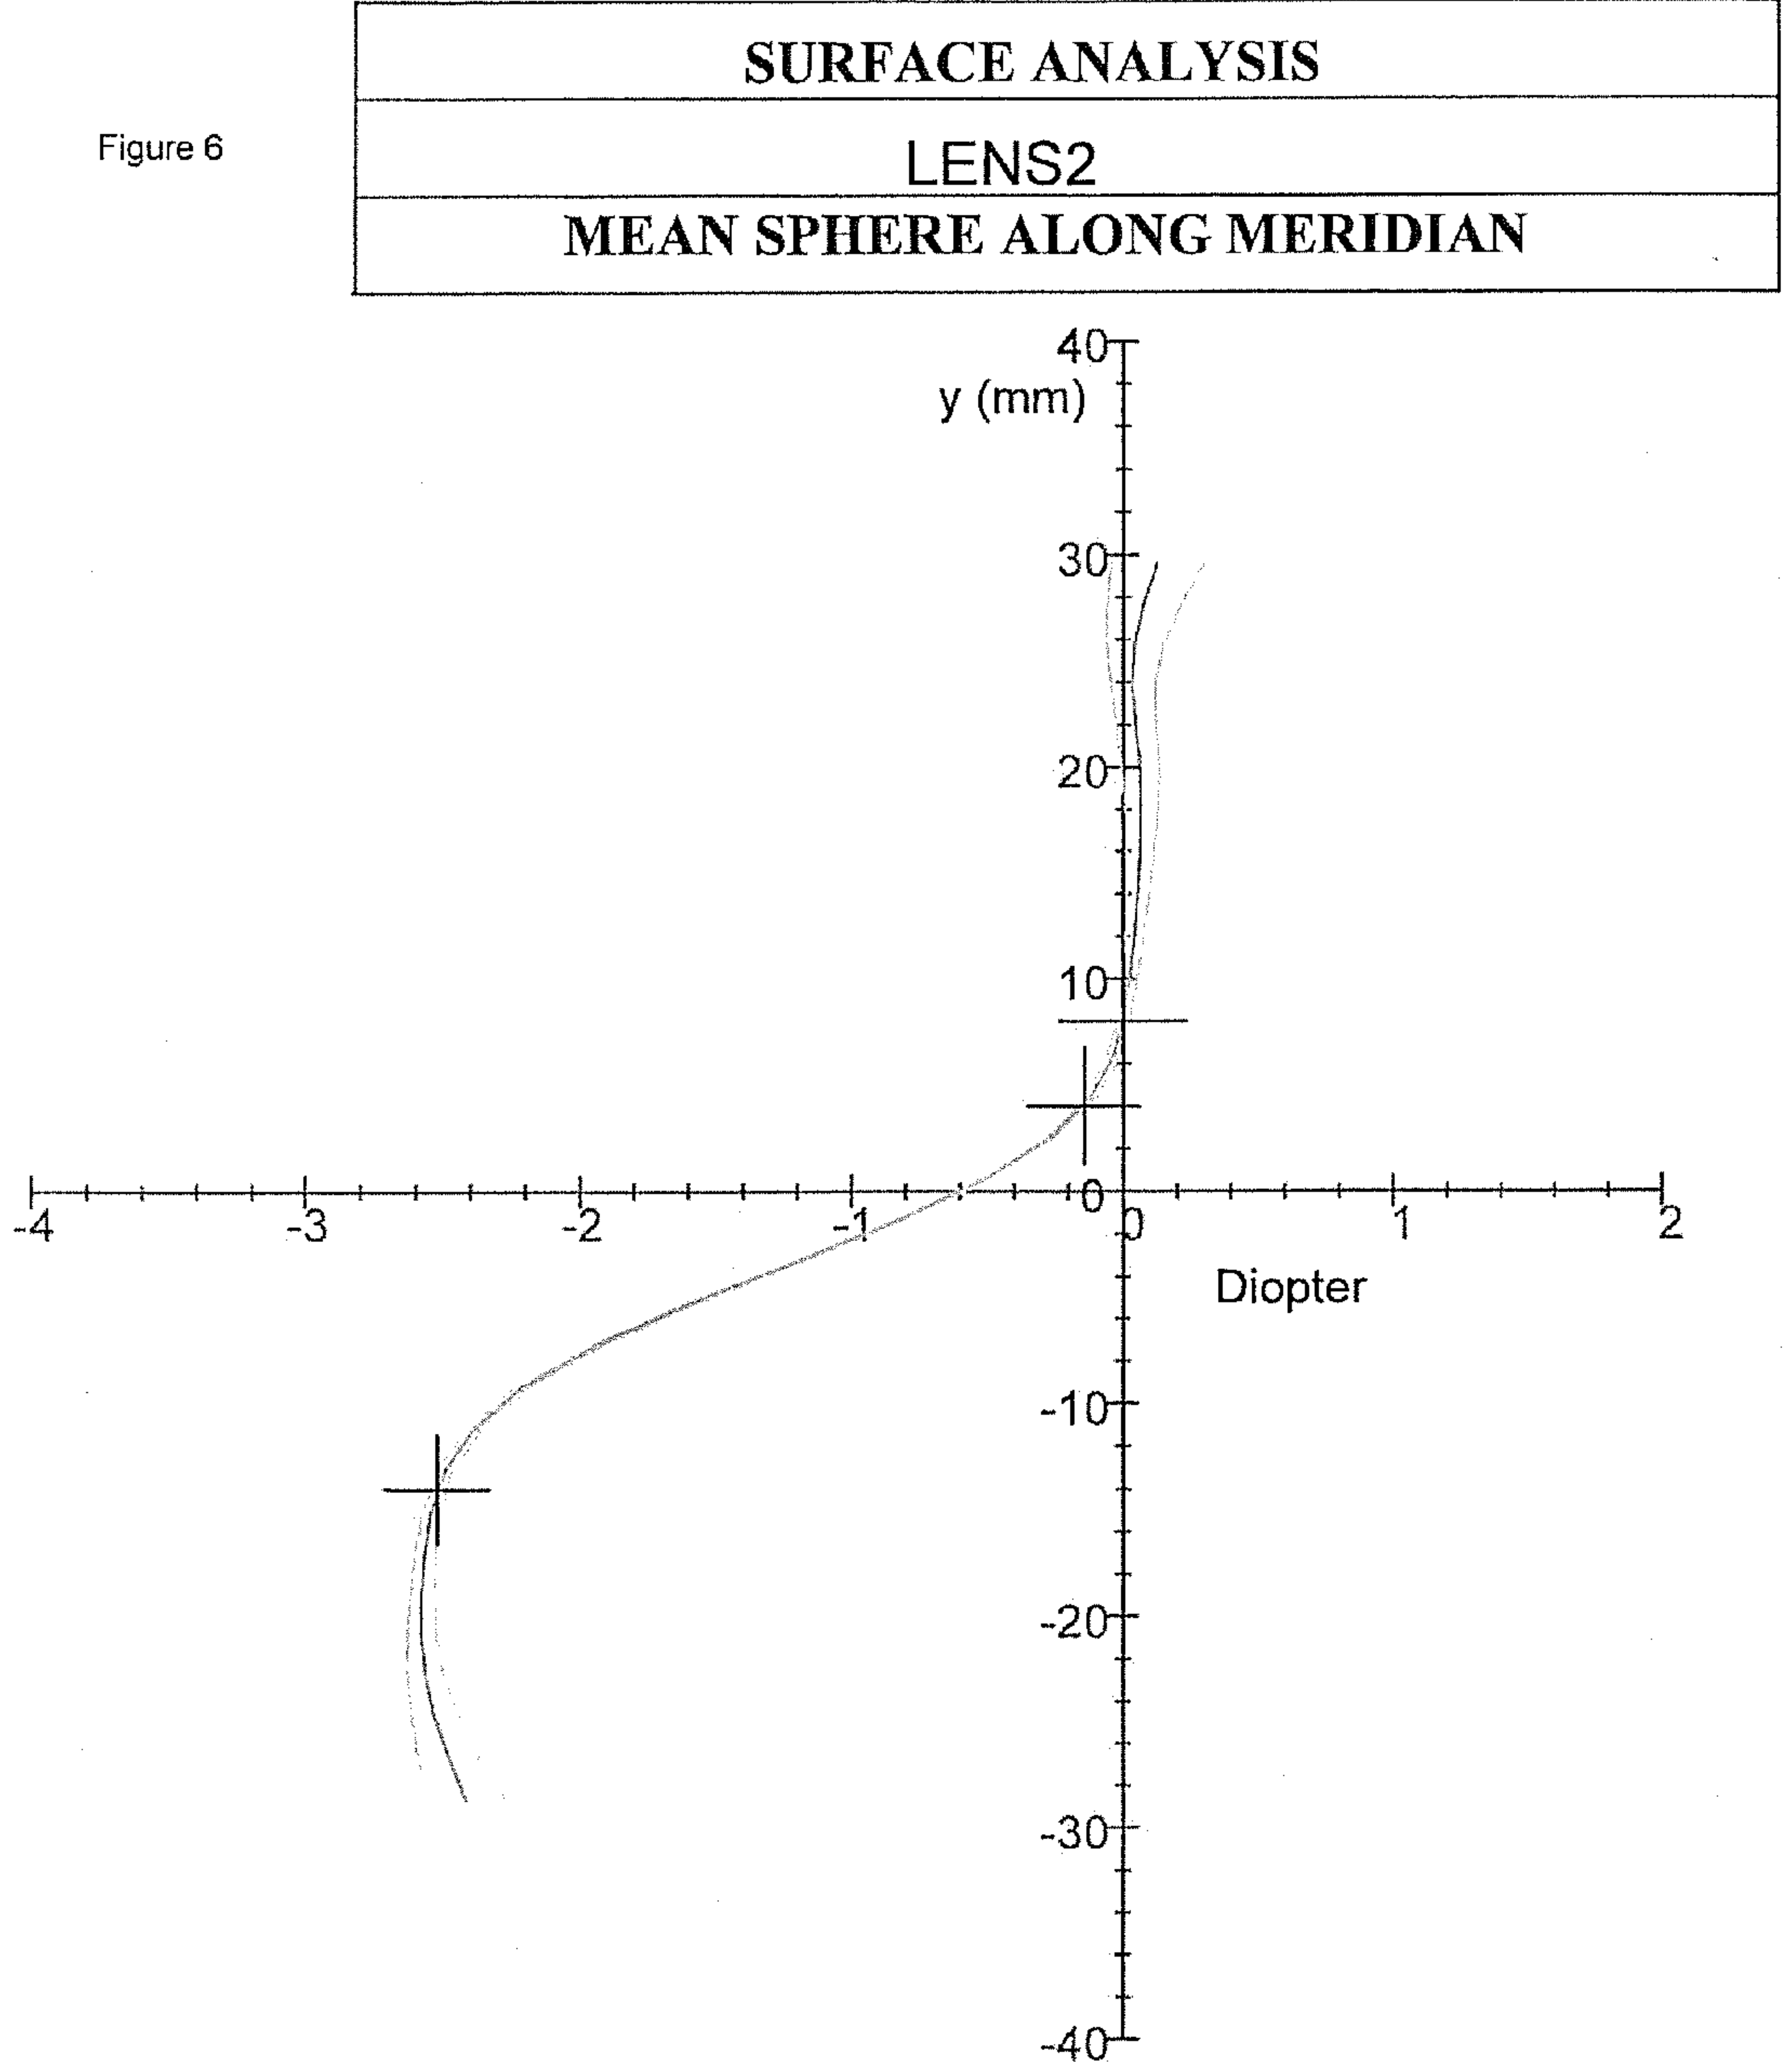 SURFACE ANALYSIS
Figure 6
LENS2
MEAN SPHERE ALONG MERIDIAN
40
y (mm)
30
20
10
0
-4 -3 -2 -1 0 1 2
Diopter
-10
-20
-30
-40